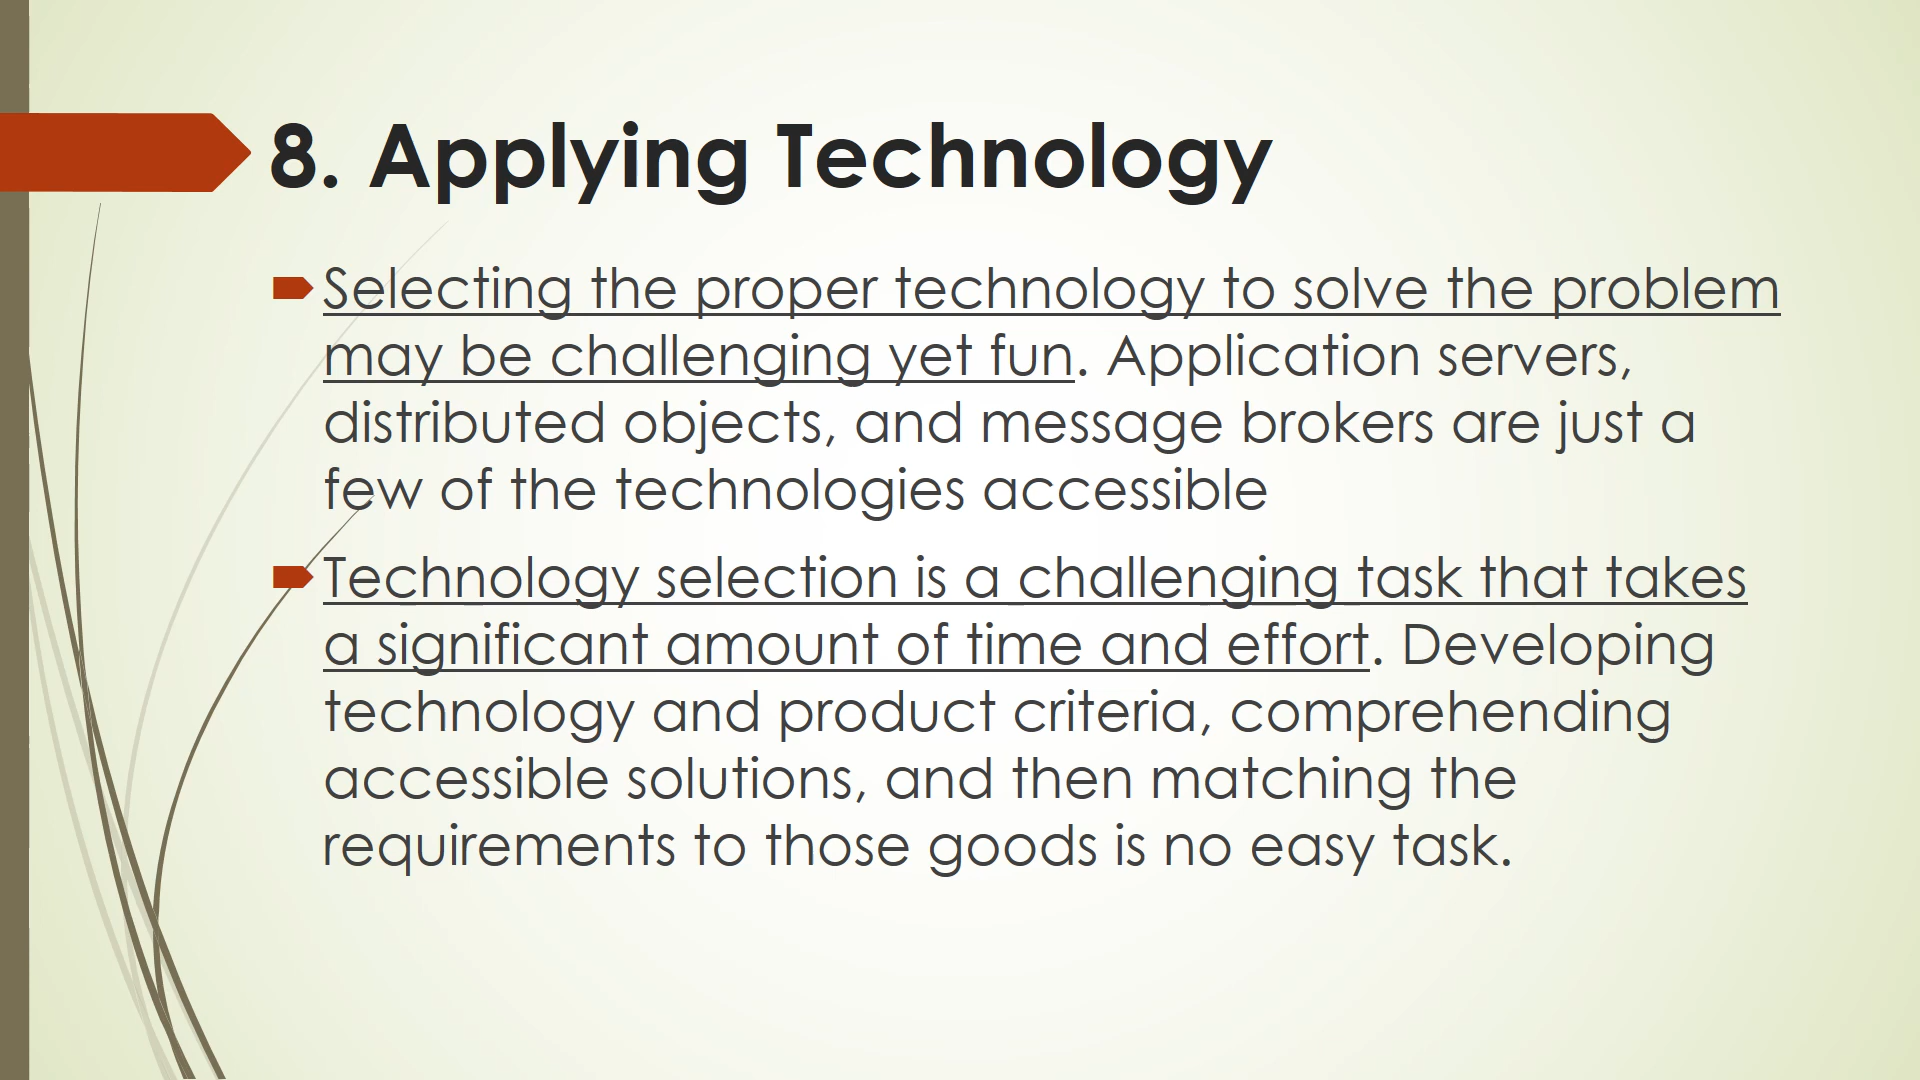 8. Applying Technology
Selecting the proper technology to solve the problem
may be challenging yet fun. Application servers,
distributed objects, and message brokers are just a
few of the technologies accessible
Technology selection is a challenging task that takes
a significant amount of time and effort. Developing
technology and product criteria, comprehending
accessible solutions, and then matching the
requirements to those goods is no easy task.